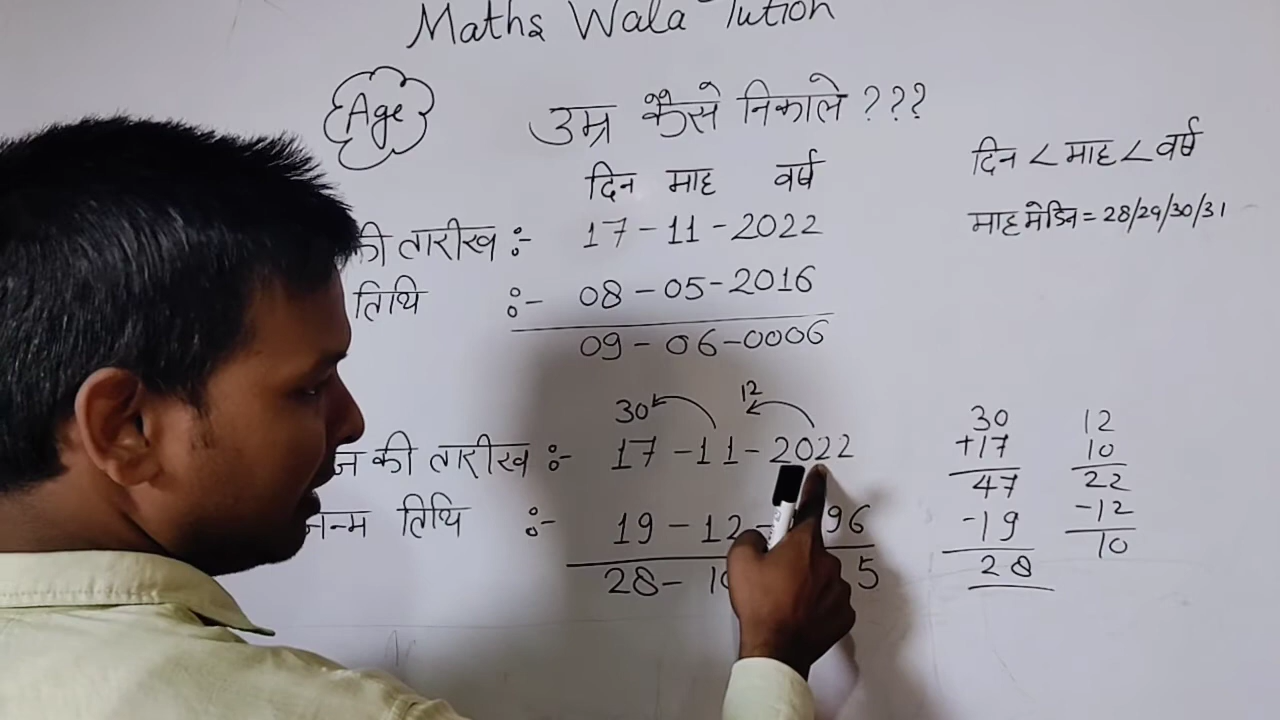 Maths Wala Tution
Age
उम्र कैसे निकाले ???
दिन माह वर्ष
की तारीख :- 17-11-2022
तिथि :- 08-05-2016
09-06-0006
30 12
की तारीख :- 17-11-2022
तिथि :- 19-12- 96
28- 5
दिन < माह < वर्ष
माह मे दिन = 28/29/30/31
30
+17
47
-19
28
12
10
22
-12
10